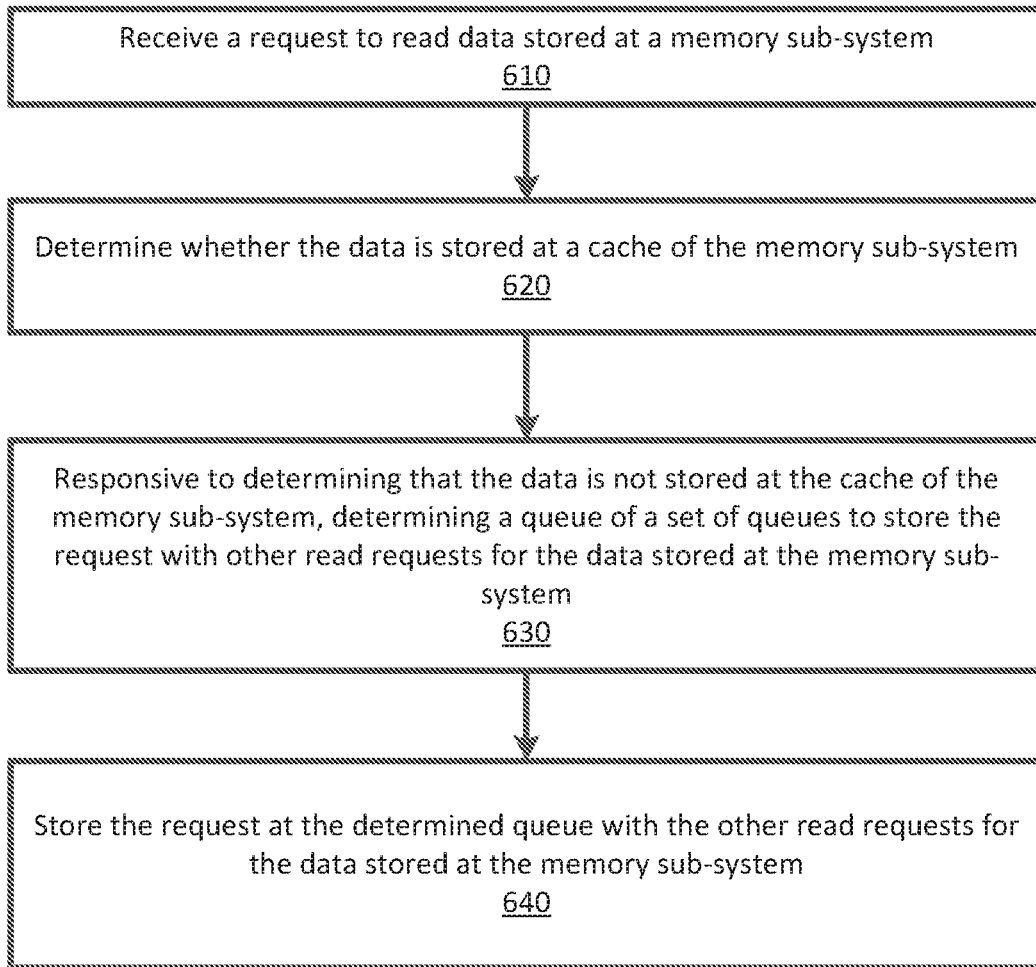 Receive a request to read data stored at a memory sub-system
610
Determine whether the data is stored at a cache of the memory sub-system
620
Responsive to determining that the data is not stored at the cache of the
memory sub-system, determining a queue of a set of queues to store the
request with other read requests for the data stored at the memory sub-
system
630
Store the request at the determined queue with the other read requests for
the data stored at the memory sub-system
640